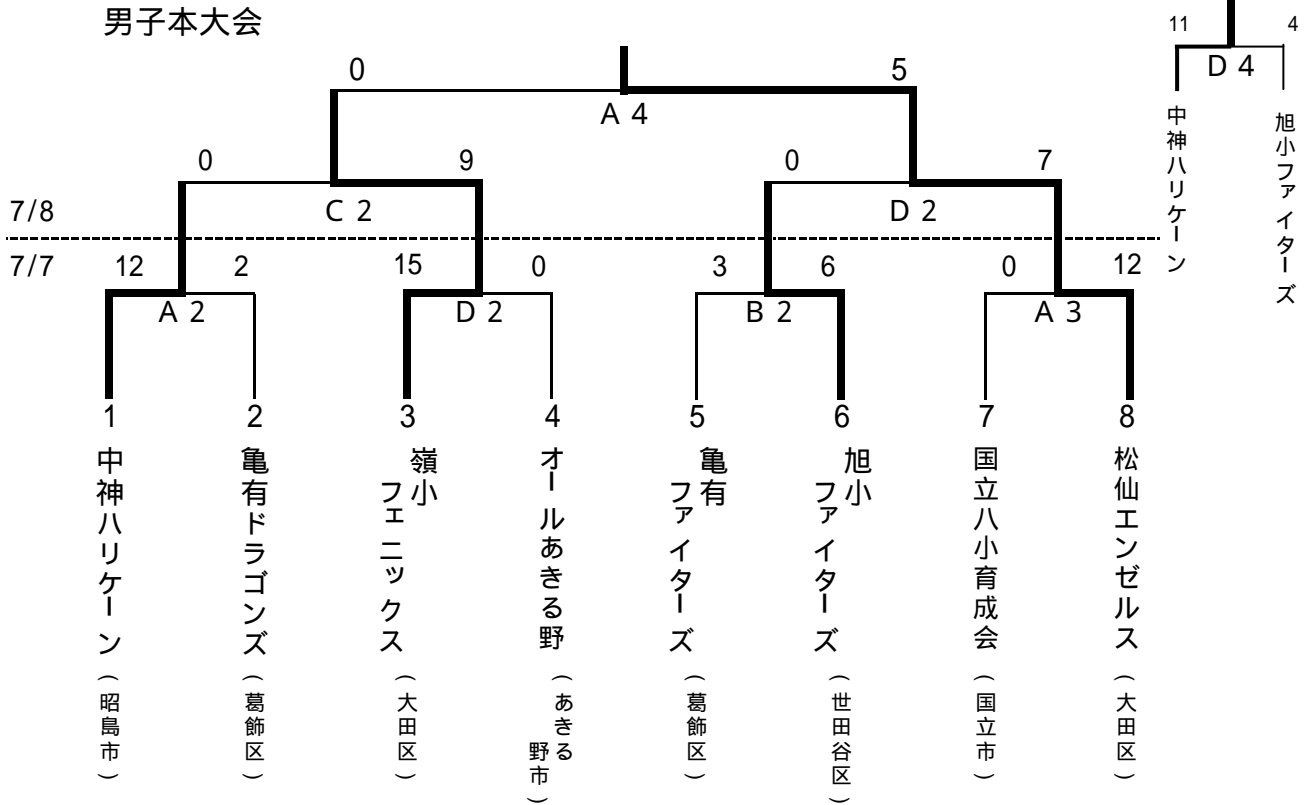 男子本大会
11 4
D 4
中神ハリケーン
旭小ファイターズ
0 5
A 4
0 9 0 7
C 2 D 2
7/8
7/7 12 2 15 0 3 6 0 12
A 2 D 2 B 2 A 3
1 2 3 4 5 6 7 8
中神ハリケーン
(昭島市)
亀有ドラゴンズ
(葛飾区)
嶺小
フェニックス
(大田区)
オールあきる野
(あきる
野市)
亀有
ファイターズ
(葛飾区)
旭小
ファイターズ
(世田谷区)
国立八小育成会
(国立市)
松仙エンゼルス
(大田区)